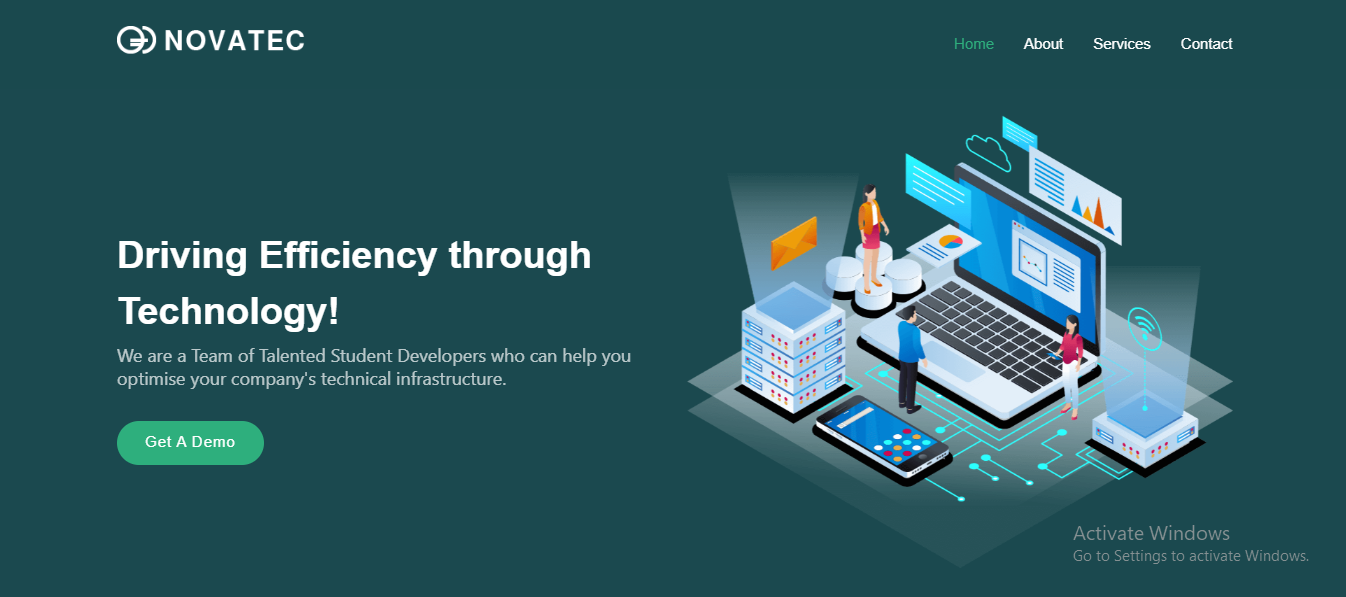 NOVATEC
Home About Services Contact
Driving Efficiency through
Technology!
We are a Team of Talented Student Developers who can help you
optimise your company's technical infrastructure.
Get A Demo
Activate Windows
Go to Settings to activate Windows.